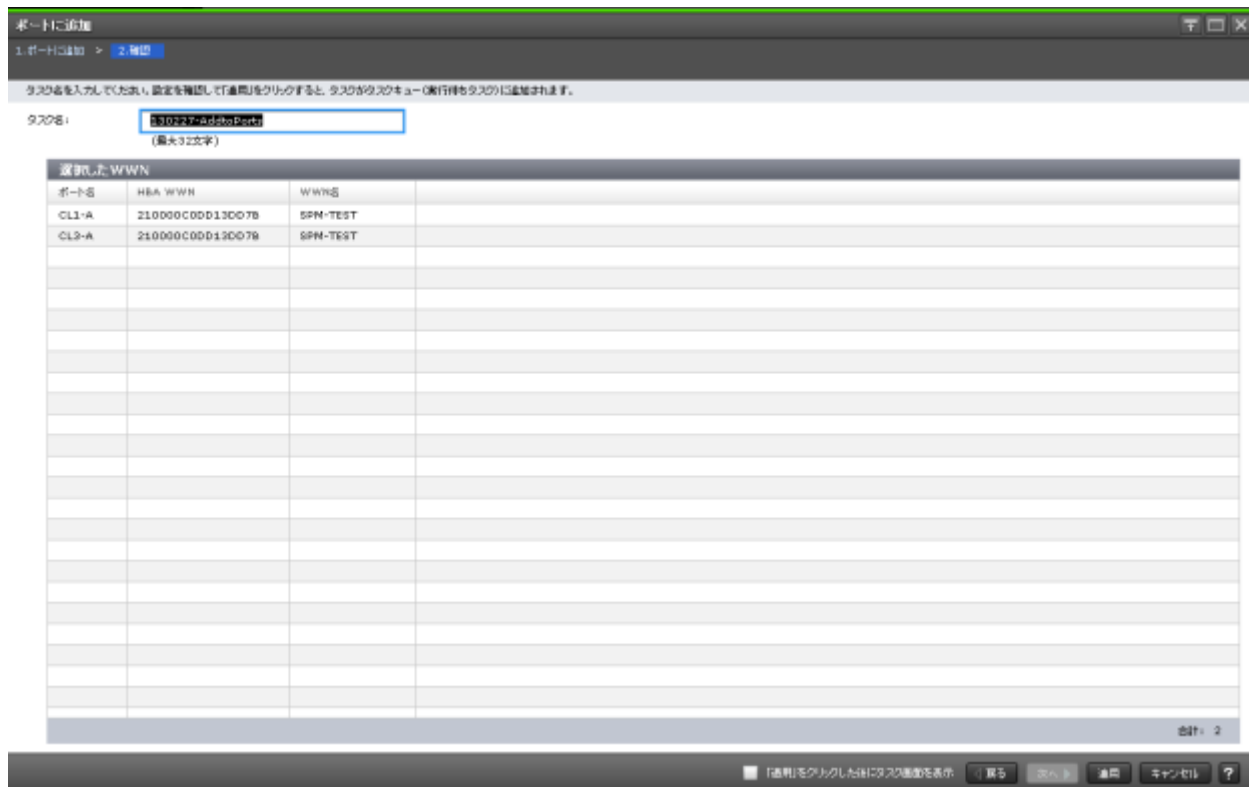 ポートに追加
1.ポートに追加 > 2.確認
タスク名を入力してください。設定を確認して「適用」をクリックすると、タスクがタスクキュー(実行待ちタスク)に追加されます。
タスク名: 130227-AddtoPorts
(最大32文字)
選択したWWN
ポート名 HBA WWN WWN名
CL1-A SPM-TEST
CL3-A SPM-TEST
合計: 2
「適用」をクリックした後にタスク画面を表示 戻る 次へ 適用 キャンセル ?